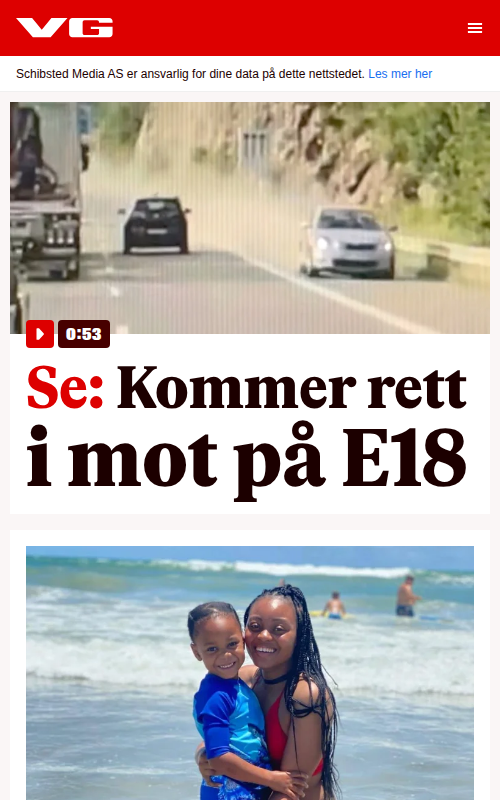 VG
Schibsted Media AS er ansvarlig for dine data på dette nettstedet. Les mer her
0:53
Se: Kommer rett
i mot på E18